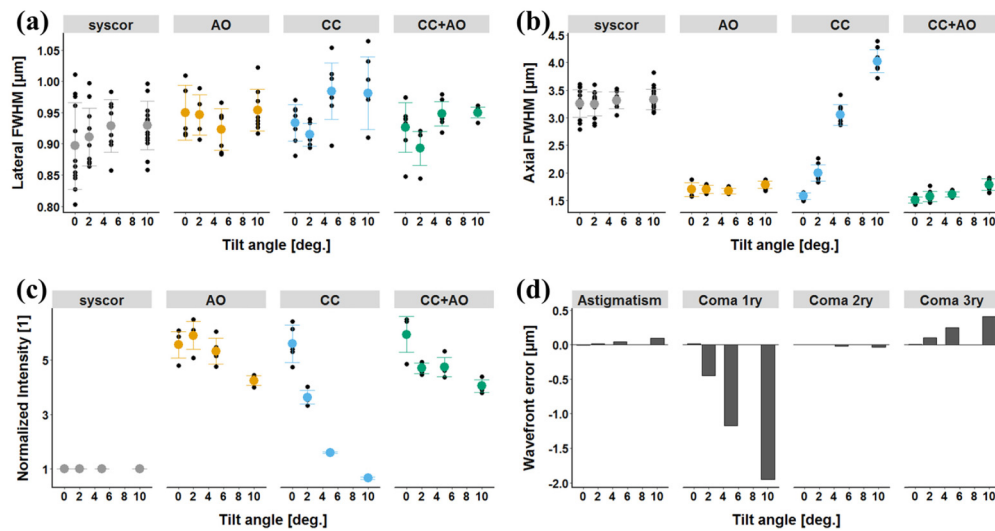 (a)
syscor AO CC CC+AO
Lateral FWHM [µm]
1.05
1.00
0.95
0.90
0.85
0.80
0 2 4 6 8 10 0 2 4 6 8 10 0 2 4 6 8 10 0 2 4 6 8 10
Tilt angle [deg.]
(b)
syscor AO CC CC+AO
Axial FWHM [µm]
4.5
4.0
3.5
3.0
2.5
2.0
1.5
0 2 4 6 8 10 0 2 4 6 8 10 0 2 4 6 8 10 0 2 4 6 8 10
Tilt angle [deg.]
(c)
syscor AO CC CC+AO
Normalized Intensity [1]
5
3
1
0 2 4 6 8 10 0 2 4 6 8 10 0 2 4 6 8 10 0 2 4 6 8 10
Tilt angle [deg.]
(d)
Astigmatism Coma 1ry Coma 2ry Coma 3ry
Wavefront error [µm]
0.5
0.0
-0.5
-1.0
-1.5
-2.0
0 2 4 6 8 10 0 2 4 6 8 10 0 2 4 6 8 10 0 2 4 6 8 10
Tilt angle [deg.]